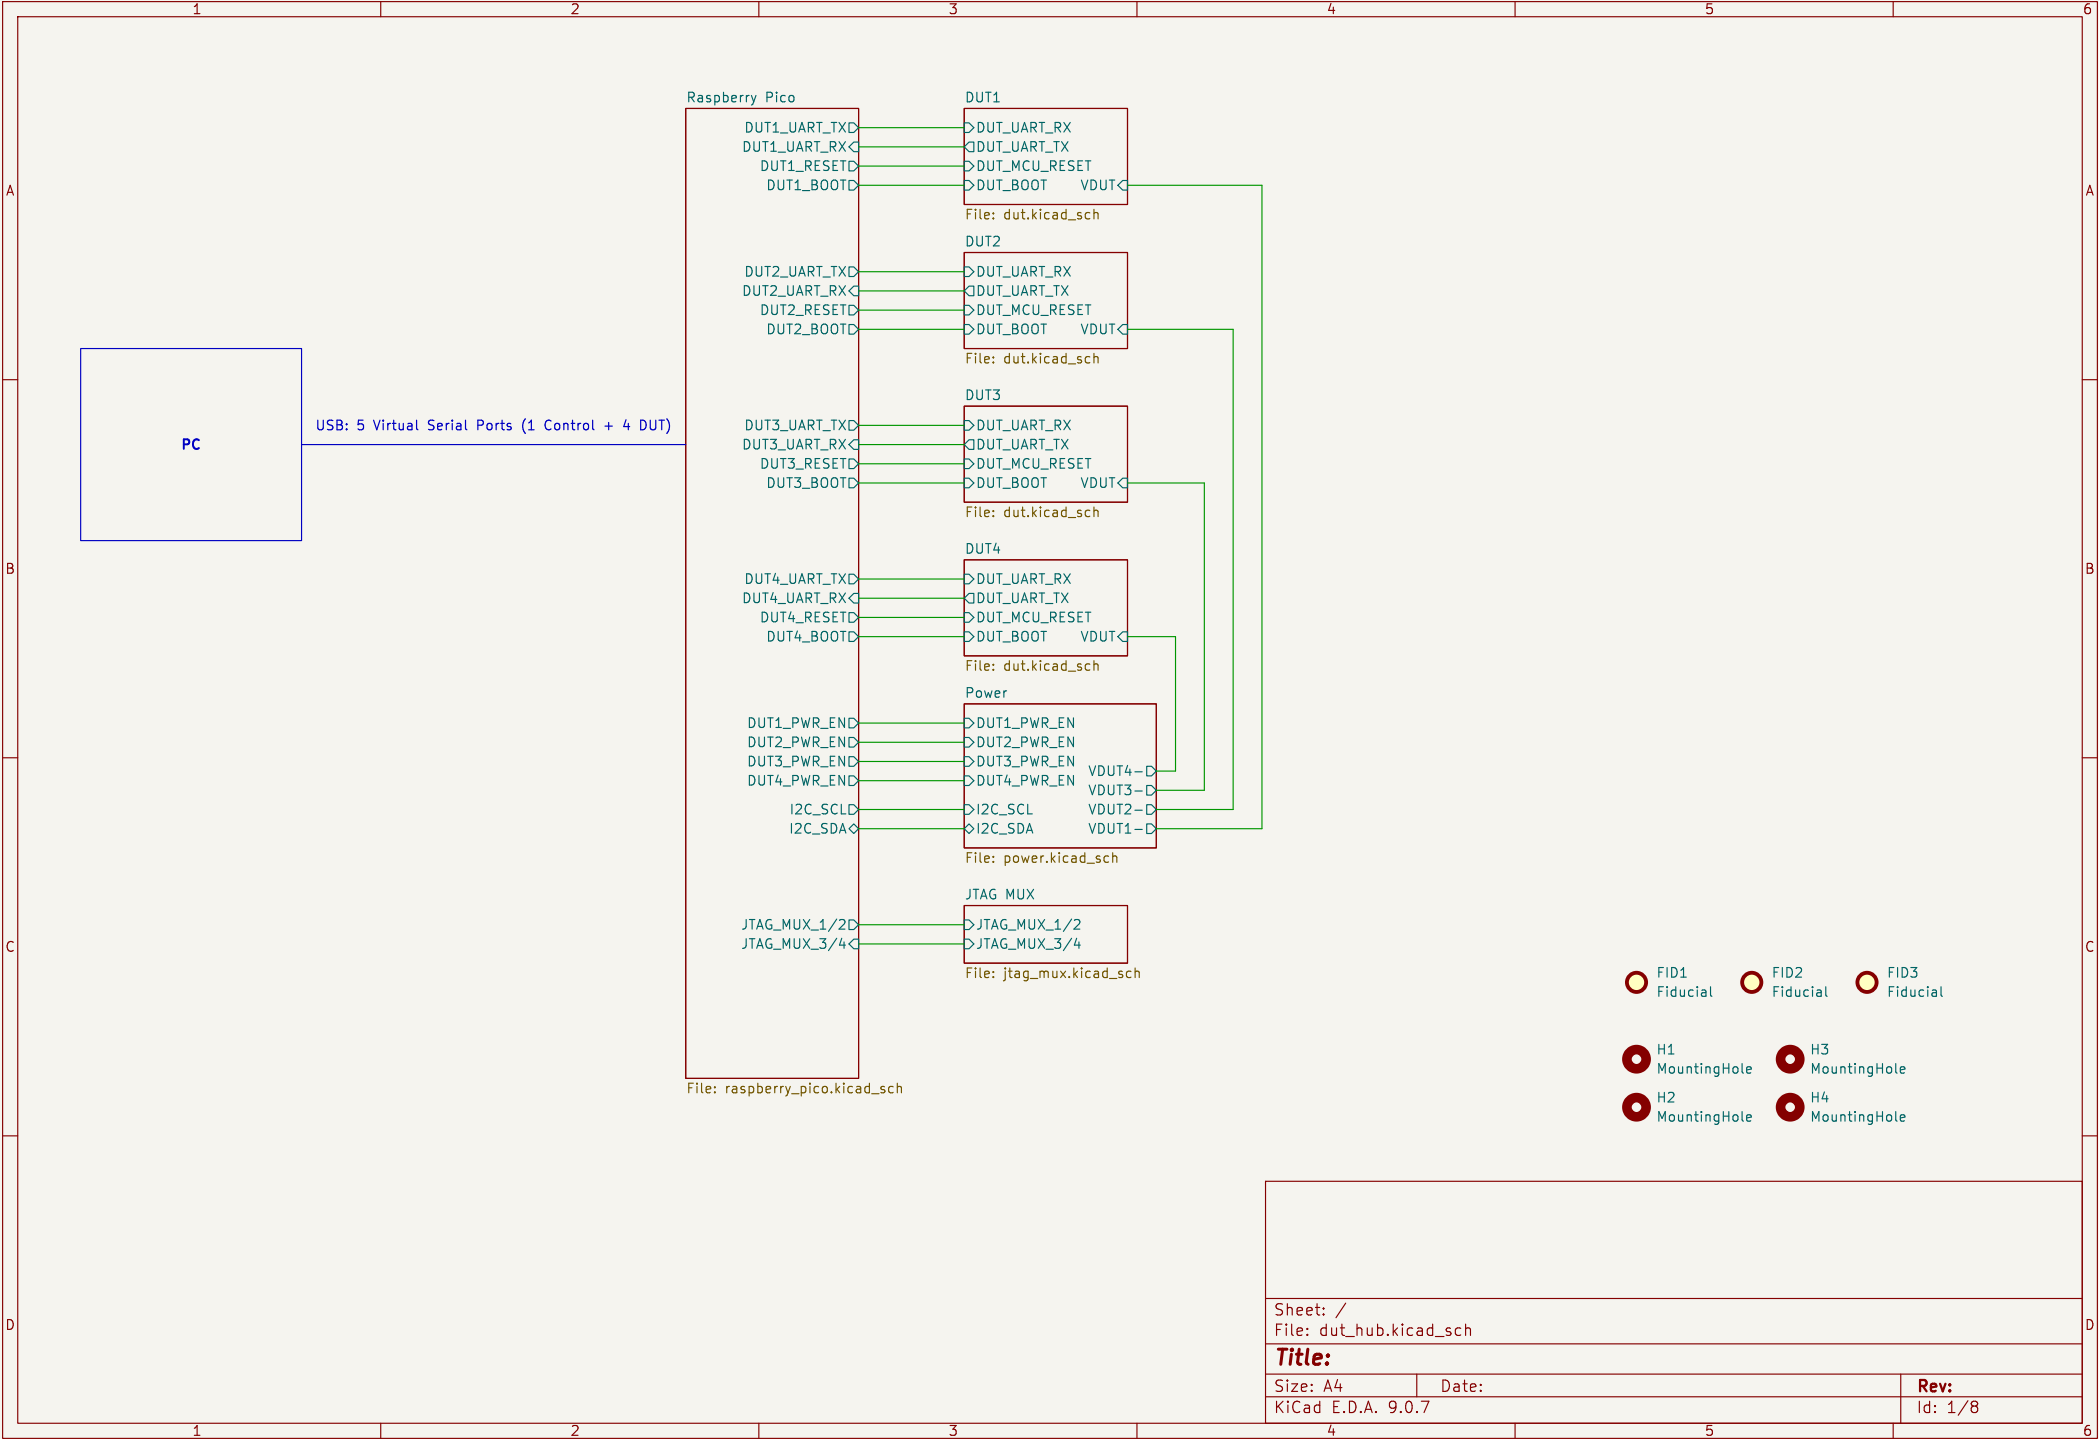 1 2 3 4 5 6
Raspberry Pico
DUT1_UART_TX
DUT1_UART_RX
DUT1_RESET
DUT1_BOOT
DUT1
DUT_UART_RX
DUT_UART_TX
DUT_MCU_RESET
DUT_BOOT VDUT
File: dut.kicad_sch
A A
DUT2_UART_TX
DUT2_UART_RX
DUT2_RESET
DUT2_BOOT
DUT2
DUT_UART_RX
DUT_UART_TX
DUT_MCU_RESET
DUT_BOOT VDUT
File: dut.kicad_sch
PC
USB: 5 Virtual Serial Ports (1 Control + 4 DUT)
DUT3_UART_TX
DUT3_UART_RX
DUT3_RESET
DUT3_BOOT
DUT3
DUT_UART_RX
DUT_UART_TX
DUT_MCU_RESET
DUT_BOOT VDUT
File: dut.kicad_sch
B B
DUT4_UART_TX
DUT4_UART_RX
DUT4_RESET
DUT4_BOOT
DUT4
DUT_UART_RX
DUT_UART_TX
DUT_MCU_RESET
DUT_BOOT VDUT
File: dut.kicad_sch
DUT1_PWR_EN
DUT2_PWR_EN
DUT3_PWR_EN
DUT4_PWR_EN
I2C_SCL
I2C_SDA
Power
DUT1_PWR_EN
DUT2_PWR_EN
DUT3_PWR_EN
DUT4_PWR_EN
I2C_SCL
I2C_SDA
VDUT4-
VDUT3-
VDUT2-
VDUT1-
File: power.kicad_sch
JTAG_MUX_1/2
JTAG_MUX_3/4
JTAG MUX
JTAG_MUX_1/2
JTAG_MUX_3/4
File: jtag_mux.kicad_sch
C C
File: raspberry_pico.kicad_sch
FID1
Fiducial
FID2
Fiducial
FID3
Fiducial
H1
MountingHole
H3
MountingHole
H2
MountingHole
H4
MountingHole
D D
Sheet: /
File: dut_hub.kicad_sch
Title:
Size: A4 Date: Rev:
KiCad E.D.A. 9.0.7 Id: 1/8
1 2 3 4 5 6